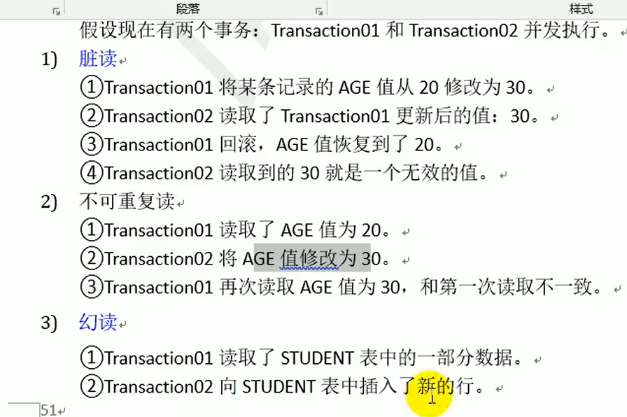 段落
样式
假设现在有两个事务：Transaction01 和 Transaction02 并发执行。
1) 脏读
①Transaction01 将某条记录的 AGE 值从 20 修改为 30。
②Transaction02 读取了 Transaction01 更新后的值：30。
③Transaction01 回滚，AGE 值恢复到了 20。
④Transaction02 读取到的 30 就是一个无效的值。
2) 不可重复读
①Transaction01 读取了 AGE 值为 20。
②Transaction02 将 AGE 值修改为 30。
③Transaction01 再次读取 AGE 值为 30，和第一次读取不一致。
3) 幻读
①Transaction01 读取了 STUDENT 表中的一部分数据。
②Transaction02 向 STUDENT 表中插入了新的行。
51